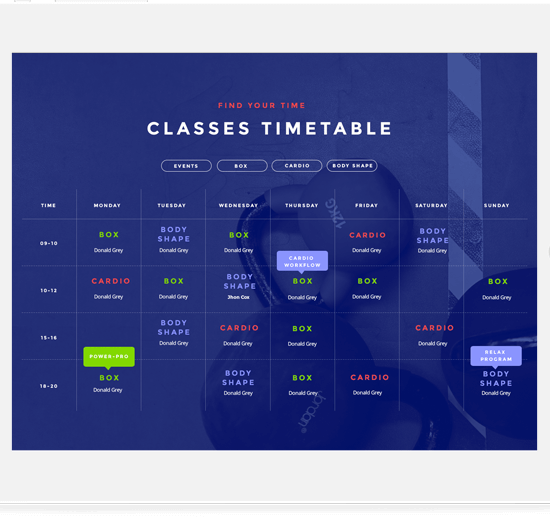 FIND YOUR TIME
CLASSES TIMETABLE
EVENTS BOX CARDIO BODY SHAPE
TIME MONDAY TUESDAY WEDNESDAY THURSDAY FRIDAY SATURDAY SUNDAY
12KG
09-10
BOX
Donald Grey
BODY
SHAPE
Donald Grey
BOX
Donald Grey
CARDIO
Donald Grey
BODY
SHAPE
Donald Grey
10-12
CARDIO
Donald Grey
BOX
Donald Grey
BODY
SHAPE
Jhon Cox
CARDIO
WORKFLOW
BOX
Donald Grey
BOX
Donald Grey
BOX
Donald Grey
15-16
BODY
SHAPE
Donald Grey
CARDIO
Donald Grey
BOX
Donald Grey
CARDIO
Donald Grey
18-20
POWER-PRO
BOX
Donald Grey
BODY
SHAPE
Donald Grey
BOX
Donald Grey
CARDIO
Donald Grey
RELAX
PROGRAM
BODY
SHAPE
Donald Grey
jordan